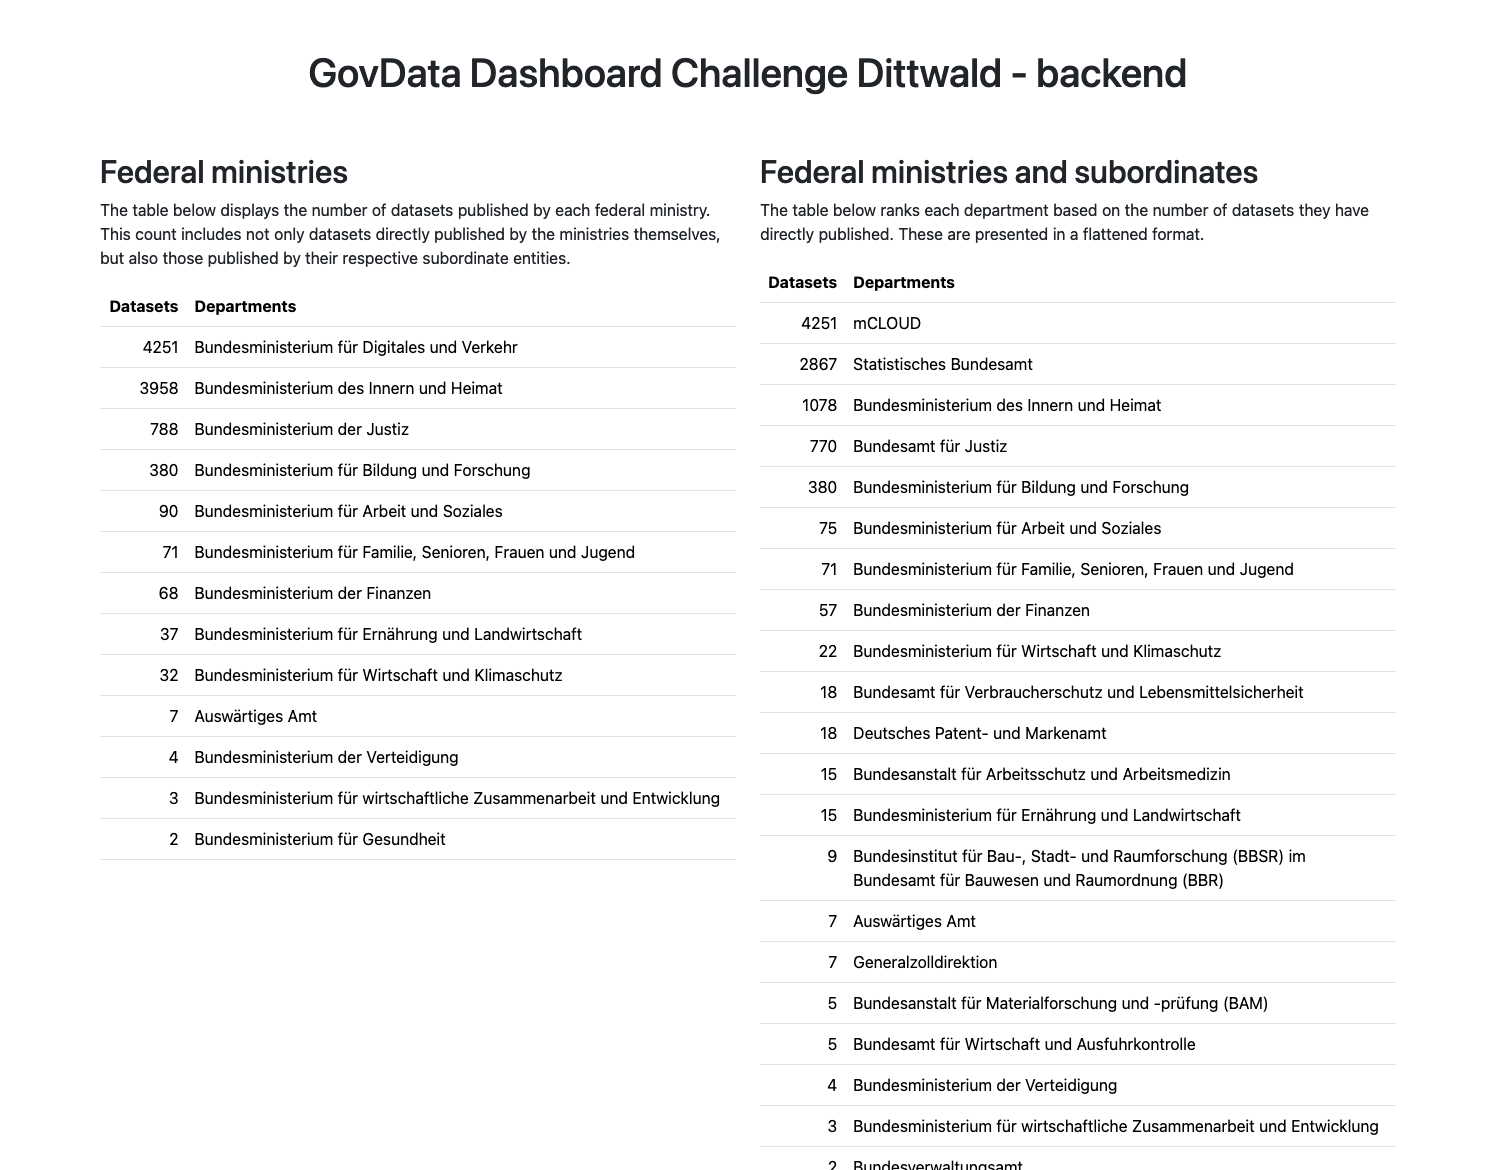 GovData Dashboard Challenge Dittwald - backend
Federal ministries
The table below displays the number of datasets published by each federal ministry.
This count includes not only datasets directly published by the ministries themselves,
but also those published by their respective subordinate entities.
Datasets Departments
4251 Bundesministerium für Digitales und Verkehr
3958 Bundesministerium des Innern und Heimat
788 Bundesministerium der Justiz
380 Bundesministerium für Bildung und Forschung
90 Bundesministerium für Arbeit und Soziales
71 Bundesministerium für Familie, Senioren, Frauen und Jugend
68 Bundesministerium der Finanzen
37 Bundesministerium für Ernährung und Landwirtschaft
32 Bundesministerium für Wirtschaft und Klimaschutz
7 Auswärtiges Amt
4 Bundesministerium der Verteidigung
3 Bundesministerium für wirtschaftliche Zusammenarbeit und Entwicklung
2 Bundesministerium für Gesundheit
Federal ministries and subordinates
The table below ranks each department based on the number of datasets they have
directly published. These are presented in a flattened format.
Datasets Departments
4251 mCLOUD
2867 Statistisches Bundesamt
1078 Bundesministerium des Innern und Heimat
770 Bundesamt für Justiz
380 Bundesministerium für Bildung und Forschung
75 Bundesministerium für Arbeit und Soziales
71 Bundesministerium für Familie, Senioren, Frauen und Jugend
57 Bundesministerium der Finanzen
22 Bundesministerium für Wirtschaft und Klimaschutz
18 Bundesamt für Verbraucherschutz und Lebensmittelsicherheit
18 Deutsches Patent- und Markenamt
15 Bundesanstalt für Arbeitsschutz und Arbeitsmedizin
15 Bundesministerium für Ernährung und Landwirtschaft
9 Bundesinstitut für Bau-, Stadt- und Raumforschung (BBSR) im
Bundesamt für Bauwesen und Raumordnung (BBR)
7 Auswärtiges Amt
7 Generalzolldirektion
5 Bundesanstalt für Materialforschung und -prüfung (BAM)
5 Bundesamt für Wirtschaft und Ausfuhrkontrolle
4 Bundesministerium der Verteidigung
3 Bundesministerium für wirtschaftliche Zusammenarbeit und Entwicklung
2 Bundesverwaltungsamt